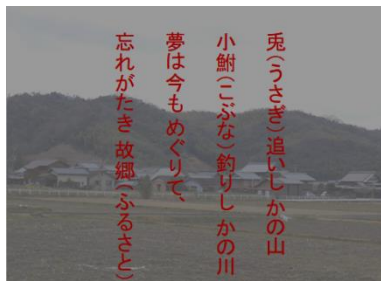 兎(うさぎ)追いし かの山
小鮒(こぶな)釣りし かの川
夢は今も めぐりて、
忘れがたき 故郷(ふるさと)